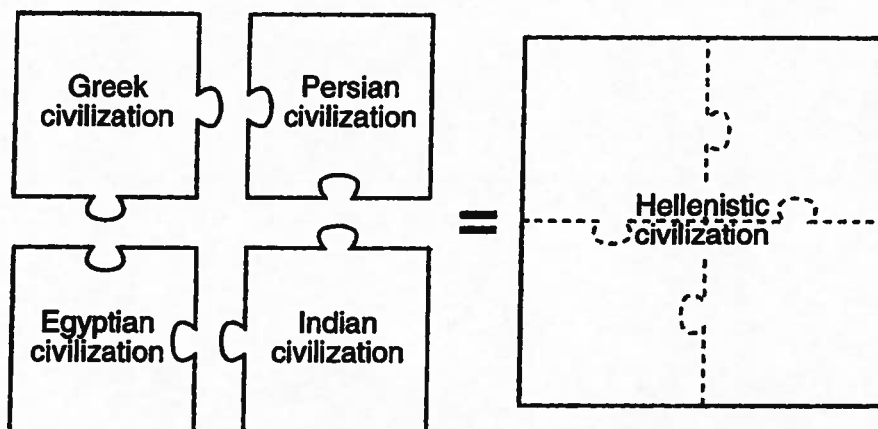 Greek
civilization
Persian
civilization
Egyptian
civilization
Indian
civilization
=
Hellenistic
civilization